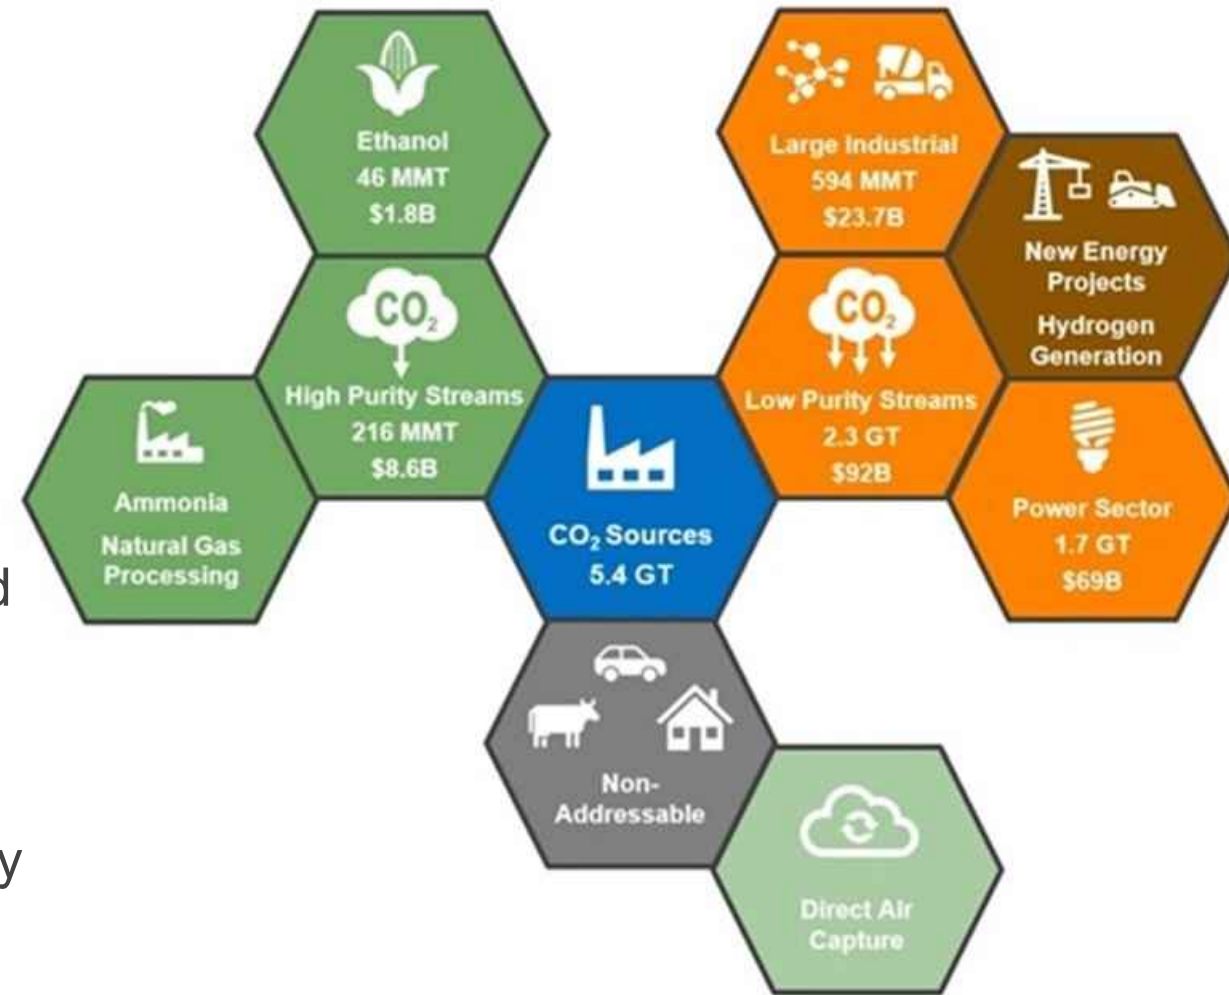 Ethanol
46 MMT
$1.8B
Large Industrial
594 MMT
$23.7B
New Energy
Projects
Hydrogen
Generation
CO₂
High Purity Streams
216 MMT
$8.6B
CO₂
Low Purity Streams
2.3 GT
$92B
Ammonia
Natural Gas
Processing
CO₂ Sources
5.4 GT
Power Sector
1.7 GT
$69B
Non-
Addressable
Direct Air
Capture